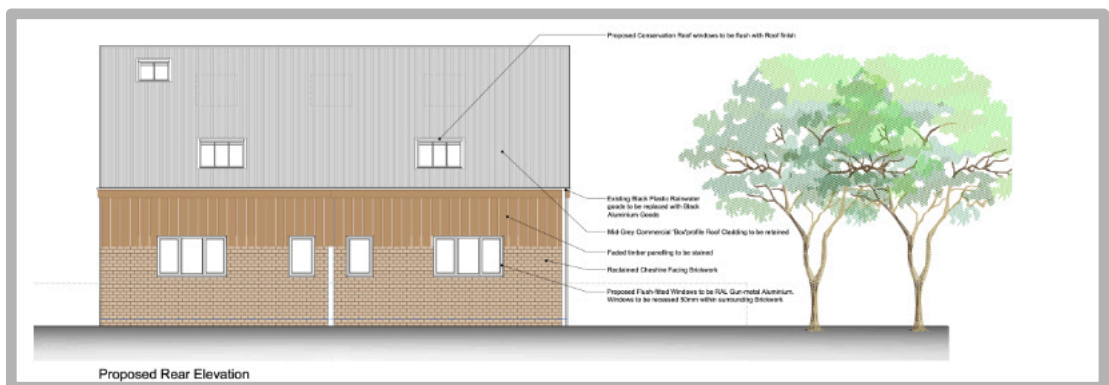 Proposed Conservation Roof windows to be flush with Roof finish
Existing Black Plastic Rainwater
goods to be replaced with Black
Aluminium Goods
Mid-Grey Commercial 'Box'profile Roof Cladding to be retained
Faded timber panelling to be stained
Reclaimed Cheshire Facing Brickwork
Proposed Flush-fitted Windows to be RAL Gun-metal Aluminium.
Windows to be recessed 50mm within surrounding Brickwork
Proposed Rear Elevation